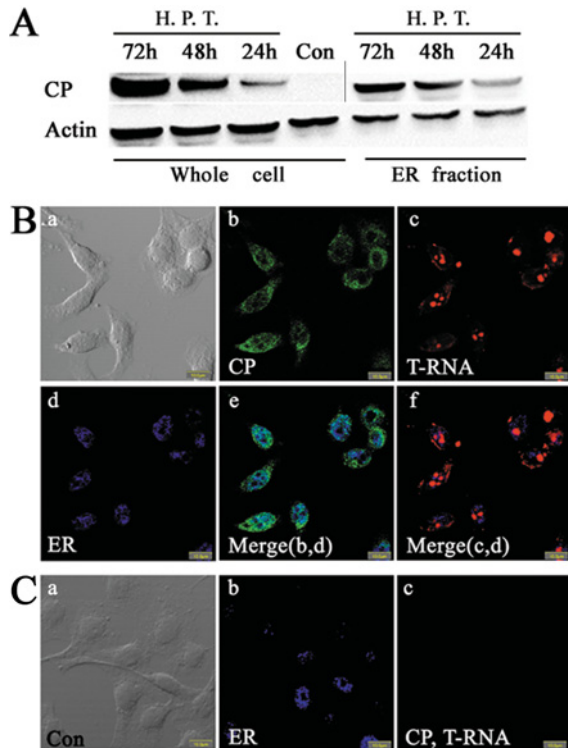 A
H. P. T. H. P. T.
72h 48h 24h Con 72h 48h 24h
CP
Actin
Whole cell ER fraction
B
a b c
CP T-RNA
d e f
ER Merge(b,d) Merge(c,d)
C
a b c
Con ER CP, T-RNA